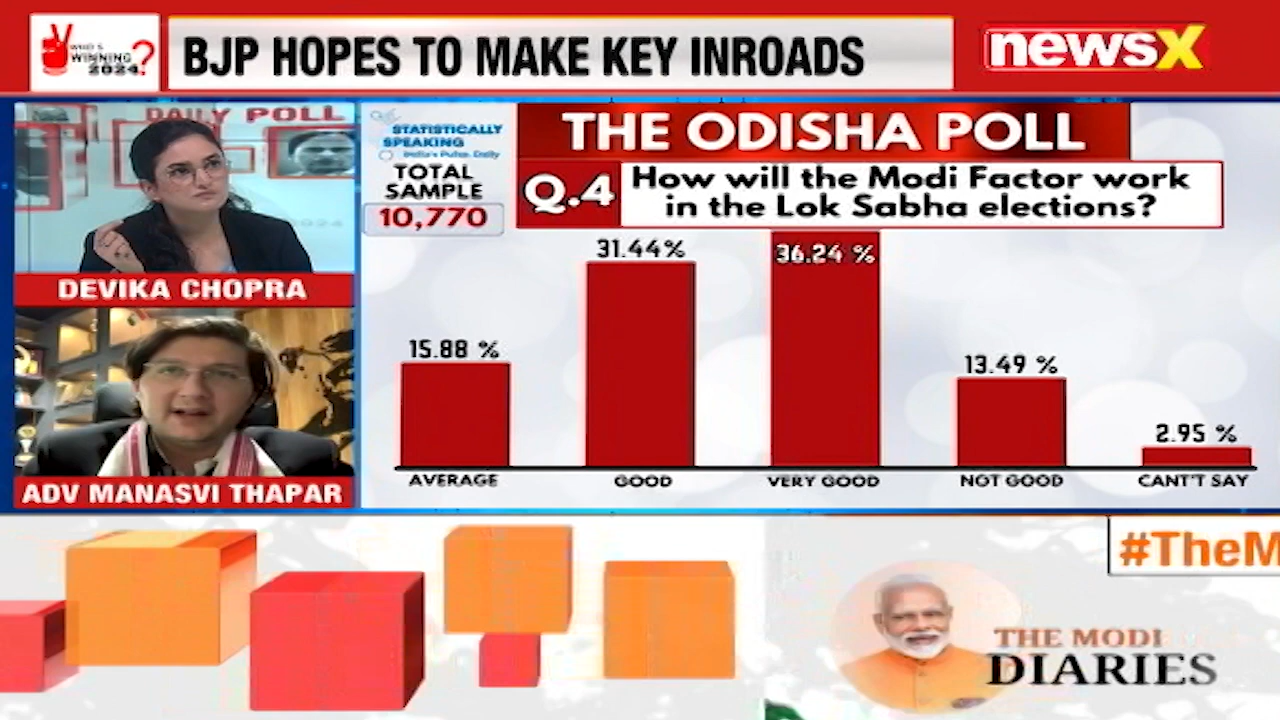 WHO'S
WINNING
2024?
BJP HOPES TO MAKE KEY INROADS
newsX
DAILY POLL
DEVIKA CHOPRA
ADV MANASVI THAPAR
STATISTICALLY
SPEAKING
India's Pulse. Daily
TOTAL
SAMPLE
10,770
THE ODISHA POLL
Q.4
How will the Modi Factor work
in the Lok Sabha elections?
15.88 %
31.44%
36.24 %
13.49 %
2.95 %
AVERAGE
GOOD
VERY GOOD
NOT GOOD
CANT'T SAY
#TheM
THE MODI
DIARIES